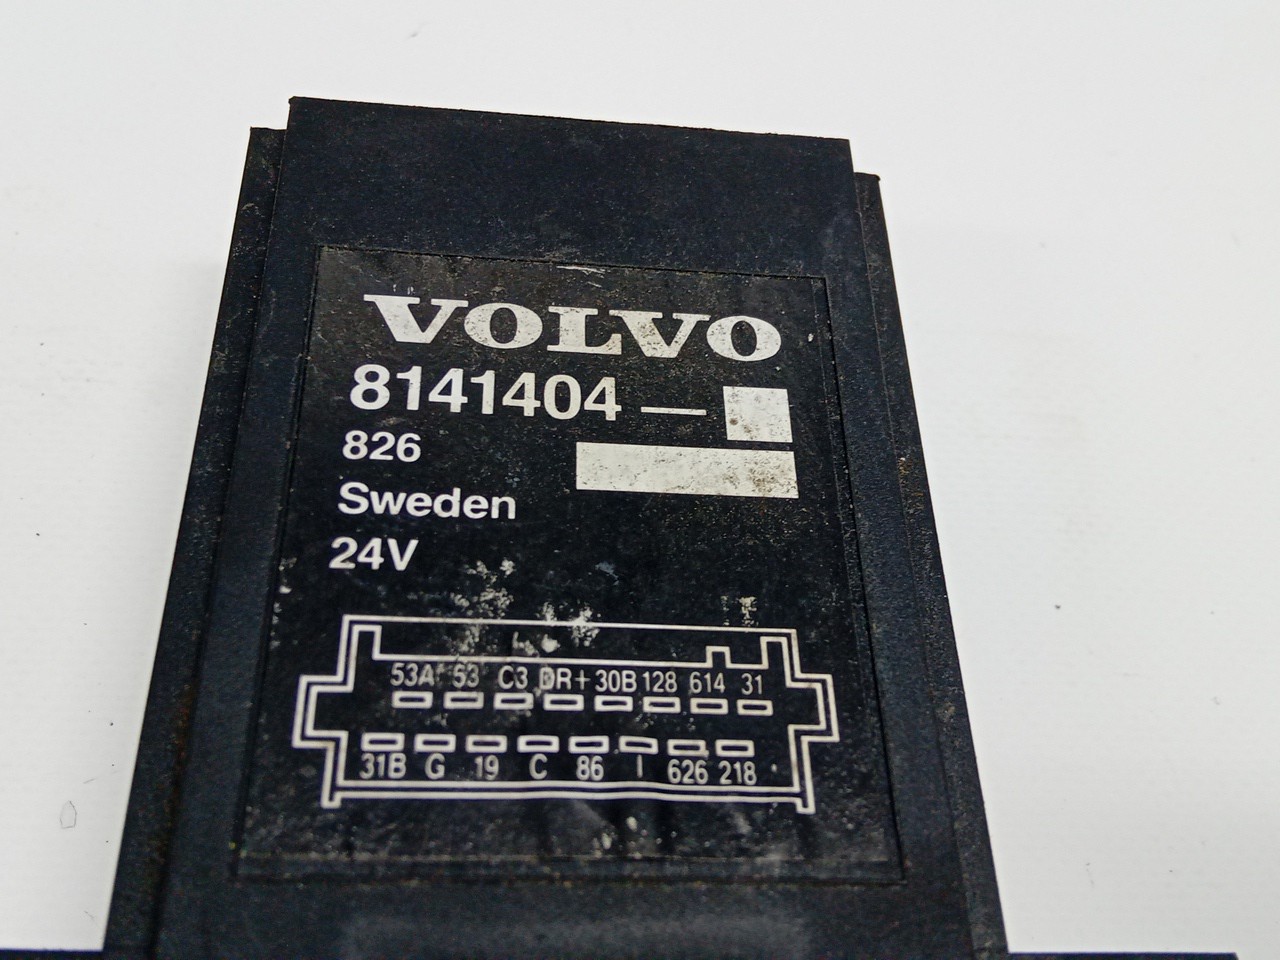 VOLVO
8141404 —
826
Sweden
24V
53A 53 C3 DR+ 30B 128 614 31
31B G 19 C 86 I 626 218